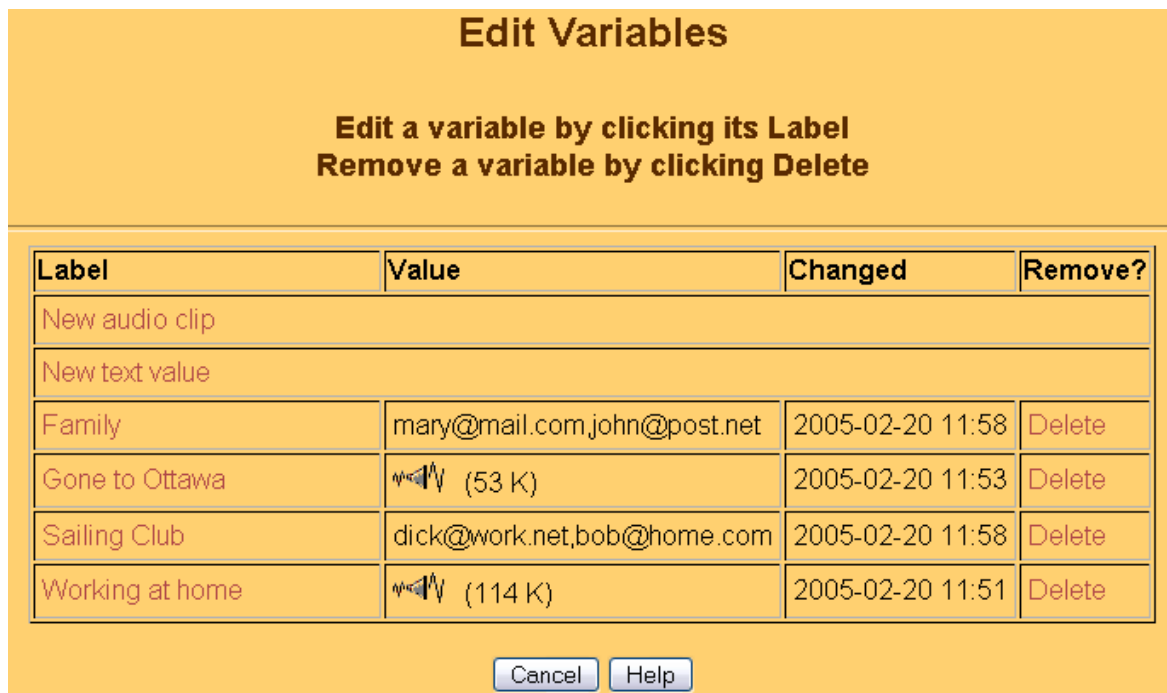 Edit Variables
Edit a variable by clicking its Label
Remove a variable by clicking Delete
Label Value Changed Remove?
New audio clip
New text value
Family mary@mail.com,john@post.net 2005-02-20 11:58 Delete
Gone to Ottawa (53 K) 2005-02-20 11:53 Delete
Sailing Club dick@work.net,bob@home.com 2005-02-20 11:58 Delete
Working at home (114 K) 2005-02-20 11:51 Delete
Cancel Help